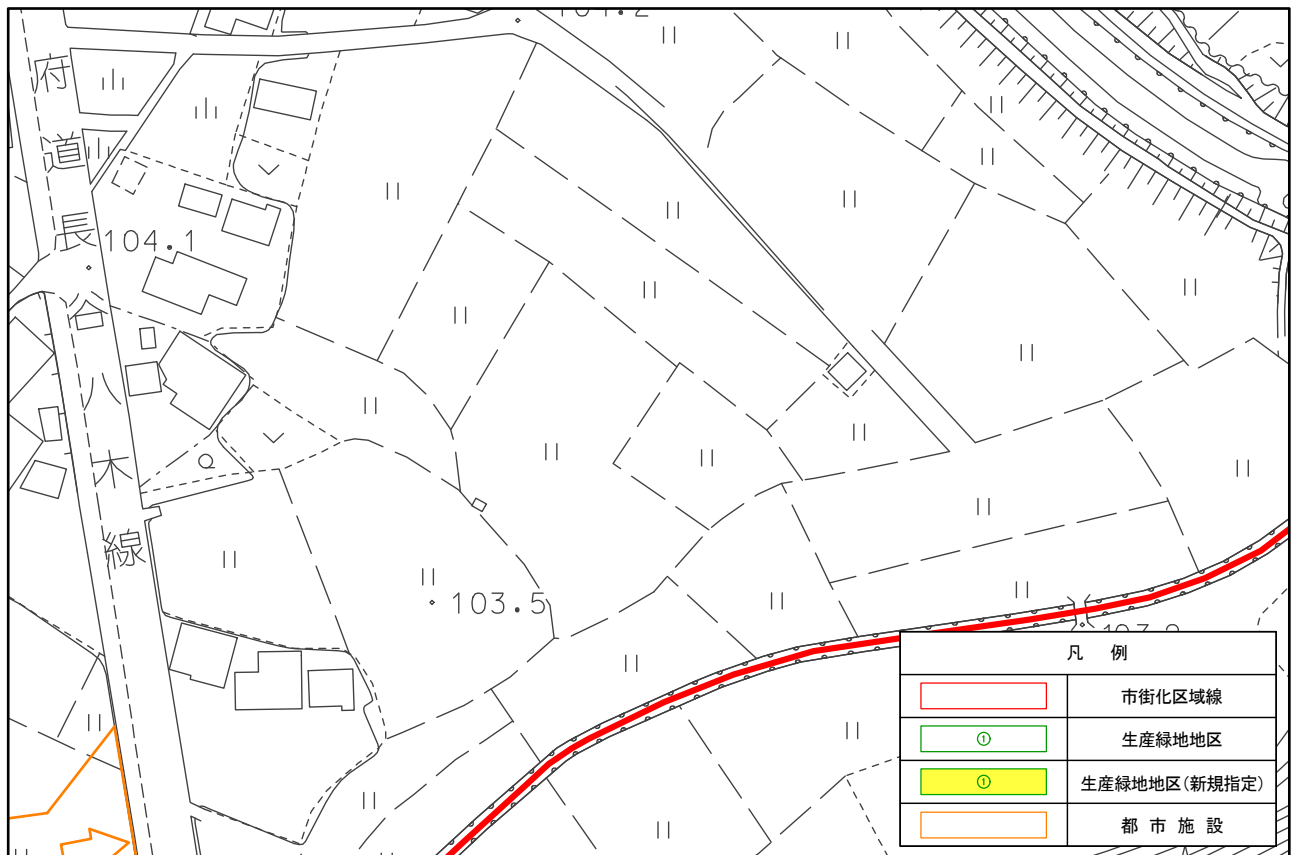 府道長八木線
104.1
103.5
凡 例
市街化区域線
① 生産緑地地区
① 生産緑地地区(新規指定)
都市施設